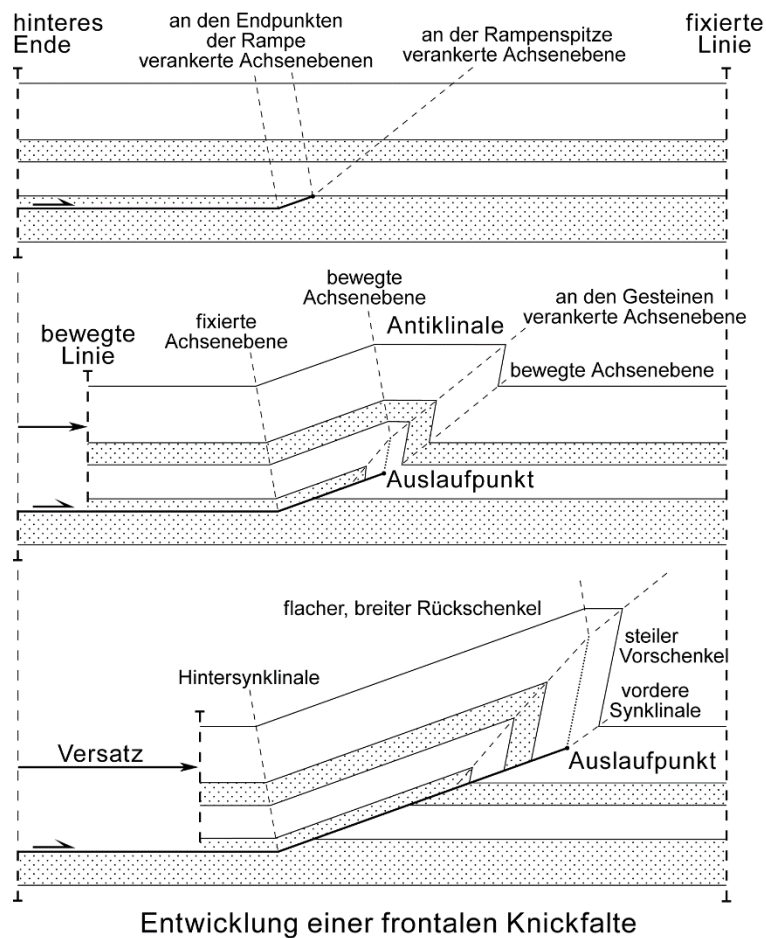 hinteres
Ende
an den Endpunkten
der Rampe
verankerte Achsenebenen
an der Rampenspitze
verankerte Achsenebene
fixierte
Linie
bewegte
Linie
fixierte
Achsenebene
bewegte
Achsenebene
Antiklinale
an den Gesteinen
verankerte Achsenebene
bewegte Achsenebene
Auslaufpunkt
flacher, breiter Rückschenkel
steiler
Vorschenkel
Hintersynklinale
vordere
Synklinale
Versatz
Auslaufpunkt
Entwicklung einer frontalen Knickfalte